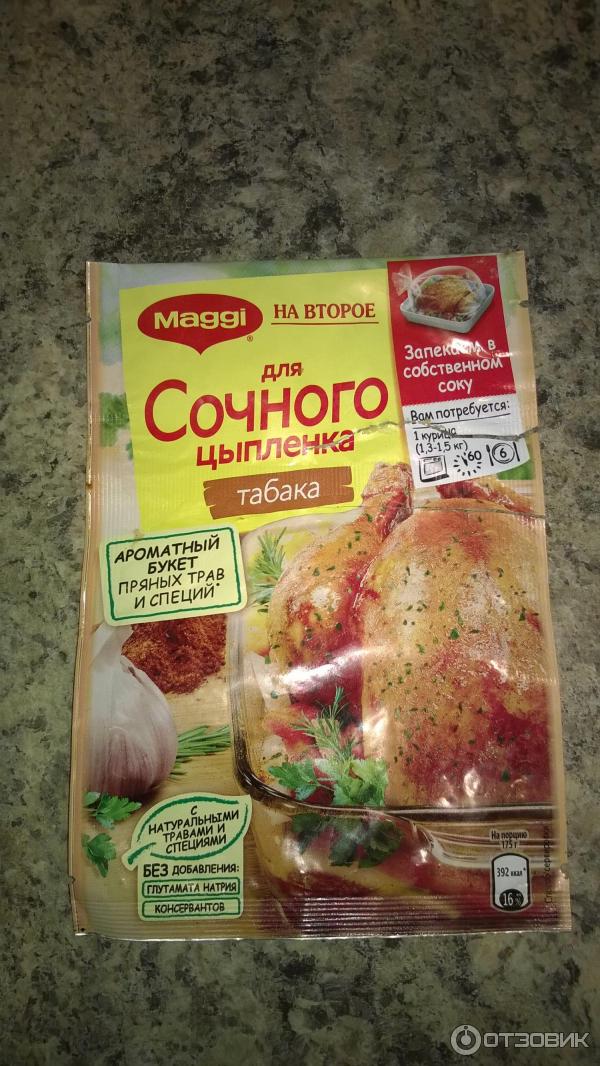 Maggi
®
НА ВТОРОЕ
для
Сочного
цыпленка
табака
Запекаем в
собственном
соку
Вам потребуется:
1 курица
(1,3-1,5 кг)
60
6
АРОМАТНЫЙ
БУКЕТ
ПРЯНЫХ ТРАВ
И СПЕЦИЙ*
С
НАТУРАЛЬНЫМИ
ТРАВАМИ И
СПЕЦИЯМИ
БЕЗ ДОБАВЛЕНИЯ:
ГЛУТАМАТА НАТРИЯ
КОНСЕРВАНТОВ
На порцию
175 г
392 ккал*
16%
ОТЗОВИК